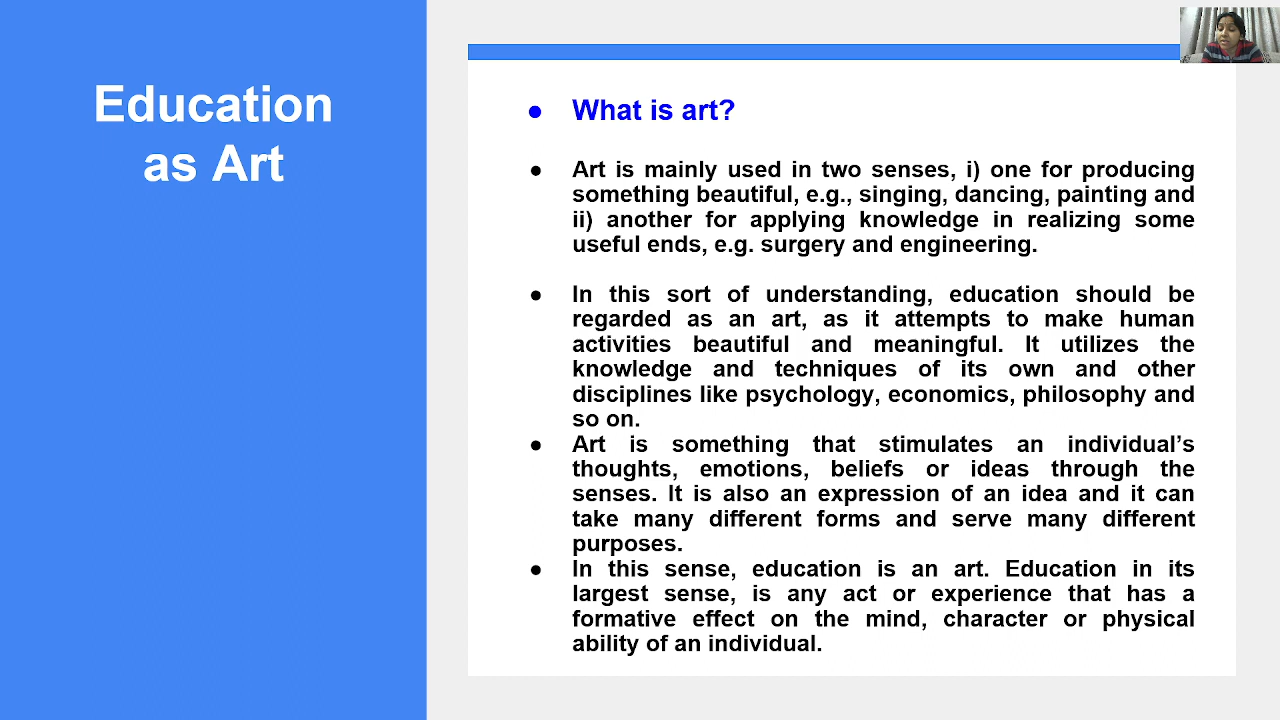 Education
as Art
● What is art?
● Art is mainly used in two senses, i) one for producing
something beautiful, e.g., singing, dancing, painting and
ii) another for applying knowledge in realizing some
useful ends, e.g. surgery and engineering.
● In this sort of understanding, education should be
regarded as an art, as it attempts to make human
activities beautiful and meaningful. It utilizes the
knowledge and techniques of its own and other
disciplines like psychology, economics, philosophy and
so on.
● Art is something that stimulates an individual’s
thoughts, emotions, beliefs or ideas through the
senses. It is also an expression of an idea and it can
take many different forms and serve many different
purposes.
● In this sense, education is an art. Education in its
largest sense, is any act or experience that has a
formative effect on the mind, character or physical
ability of an individual.